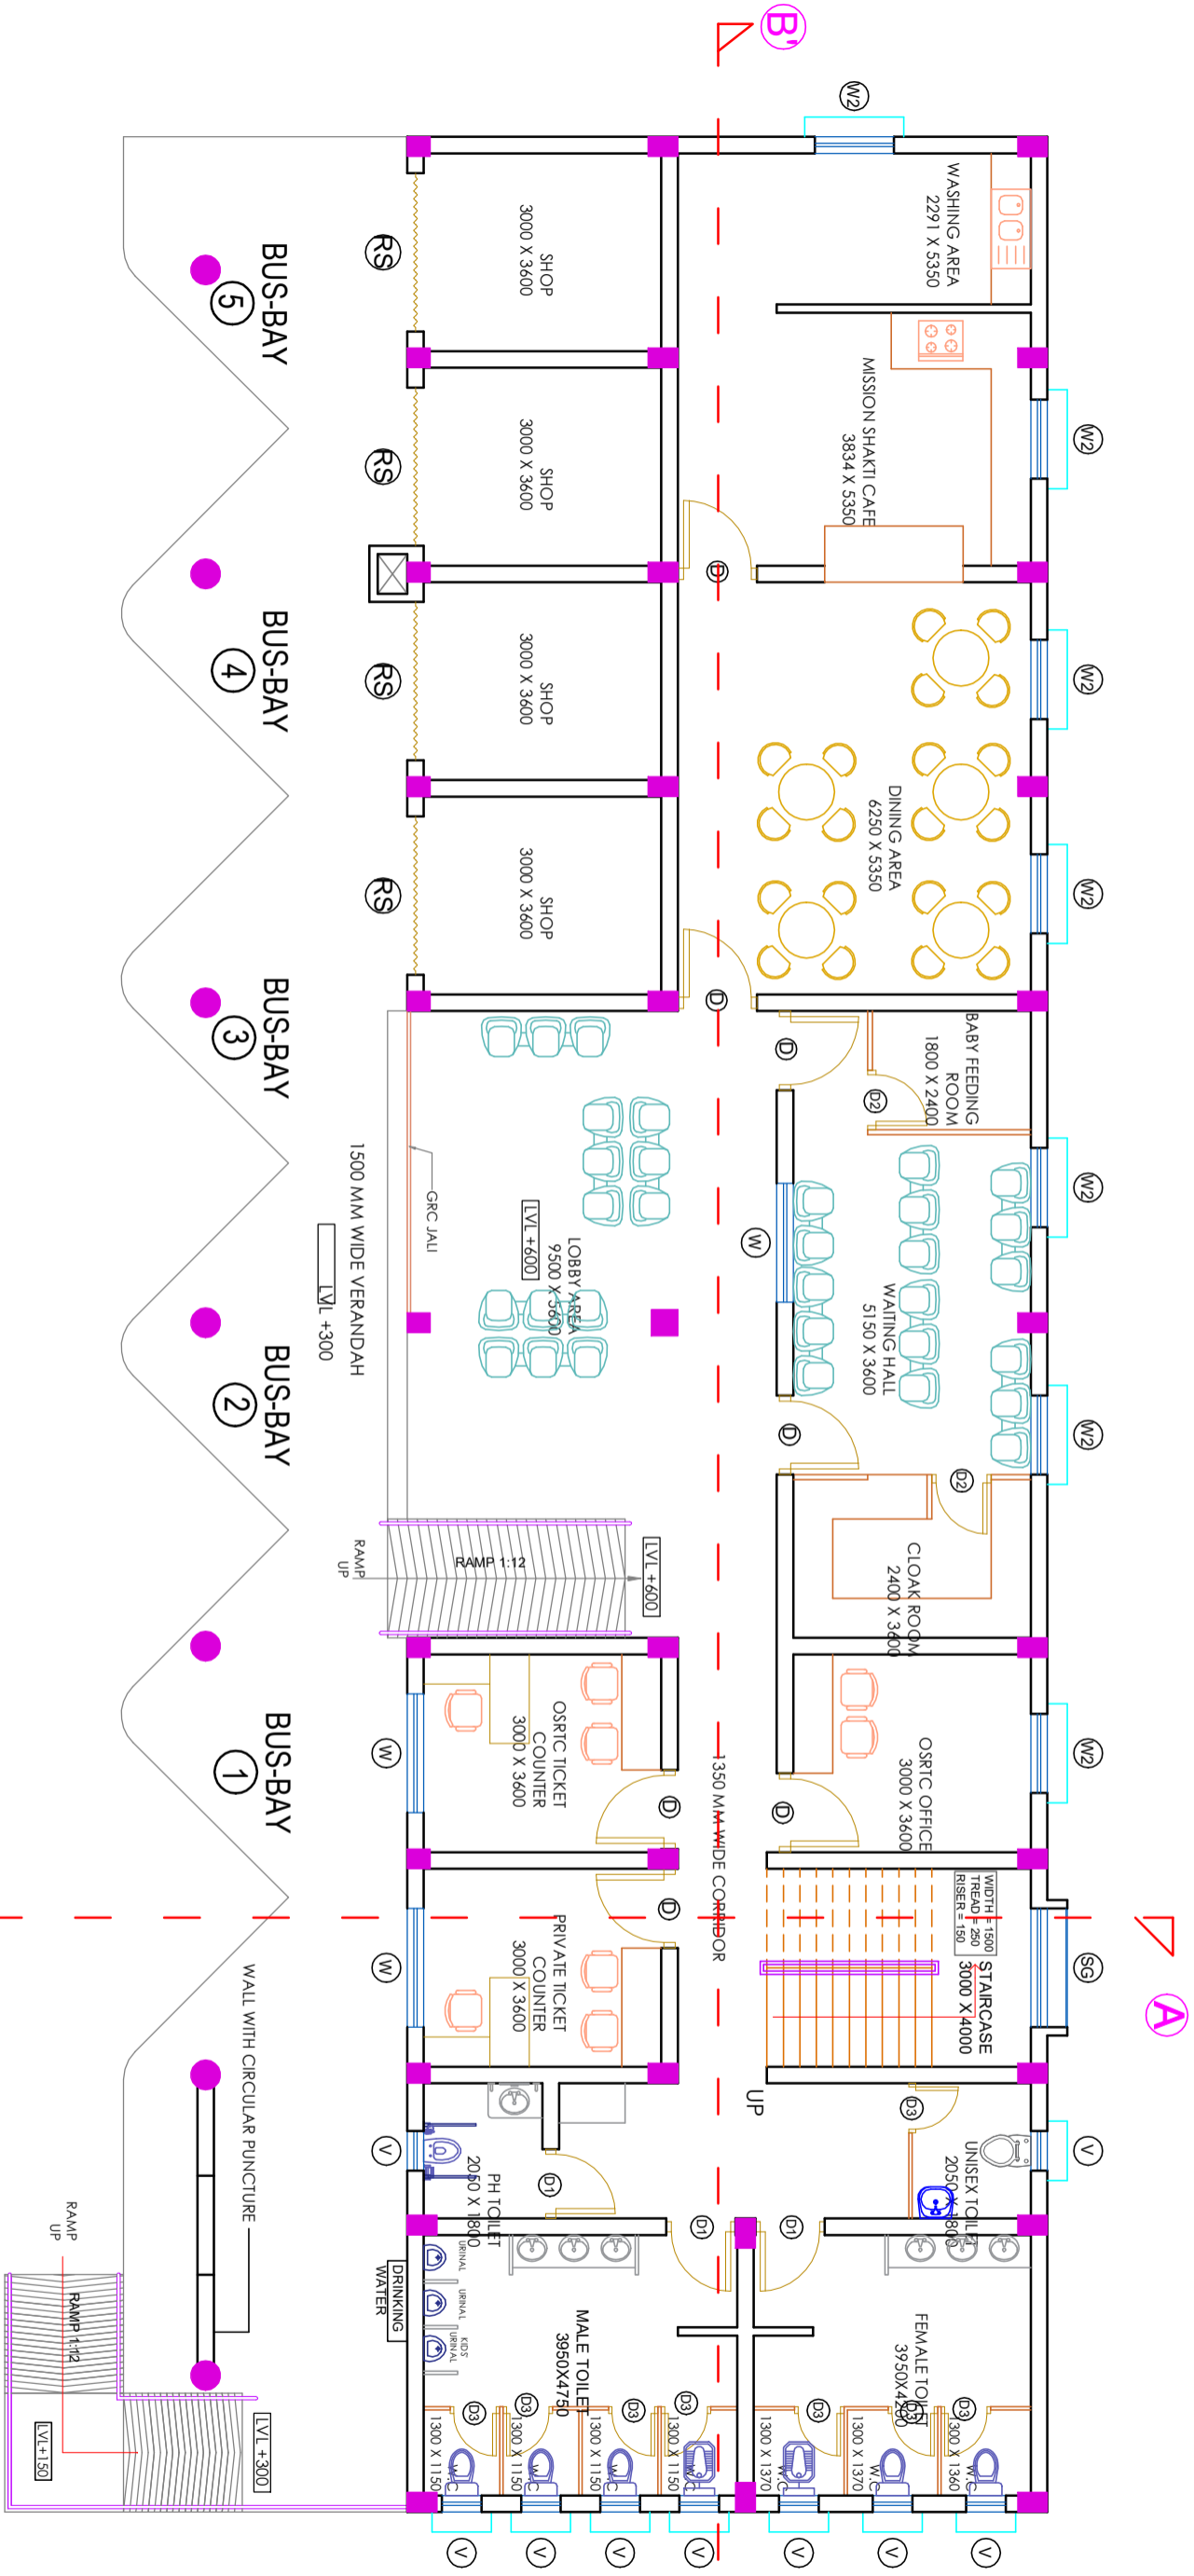 B'
W2
WASHING AREA
2291 X 5350
MISSION SHAKTI CAFE
3834 X 5350
W2
SHOP
3000 X 3600
RS
BUS-BAY
5
SHOP
3000 X 3600
RS
D
W2
SHOP
3000 X 3600
RS
BUS-BAY
4
DINING AREA
6250 X 5350
W2
SHOP
3000 X 3600
RS
D
BUS-BAY
3
BABY FEEDING
ROOM
1800 X 2400
D
D2
W2
WAITING HALL
5150 X 3600
W
D
W2
D2
LOBBY AREA
9500 X 3600
LVL +600
GRC JALI
1500 MM WIDE VERANDAH
LVL +300
BUS-BAY
2
CLOAK ROOM
2400 X 3600
LVL +600
RAMP 1:12
RAMP
UP
OSRTC OFFICE
3000 X 3600
W2
D
OSRTC TICKET
COUNTER
3000 X 3600
D
W
1350 MM WIDE CORRIDOR
BUS-BAY
1
WIDTH = 1500
TREAD = 250
RISER = 150
STAIRCASE
3000 X 4000
SG
A
UP
PRIVATE TICKET
COUNTER
3000 X 3600
D
W
WALL WITH CIRCULAR PUNCTURE
UNISEX TOILET
2050 X 1800
D3
V
PH TOILET
2050 X 1800
D1
V
D1
D1
FEMALE TOILET
3950X4200
MALE TOILET
3950X4750
URINAL
URINAL
KIDS'
URINAL
DRINKING
WATER
D3
D3
D3
D3
D3
D3
D3
1300 X 1360
W.C
1300 X 1370
W.C
1300 X 1370
W.C
1300 X 1150
W.C
1300 X 1150
1300 X 1150
W.C
1300 X 1150
V
V
V
V
V
V
V
RAMP
UP
RAMP 1:12
LVL +300
LVL+150